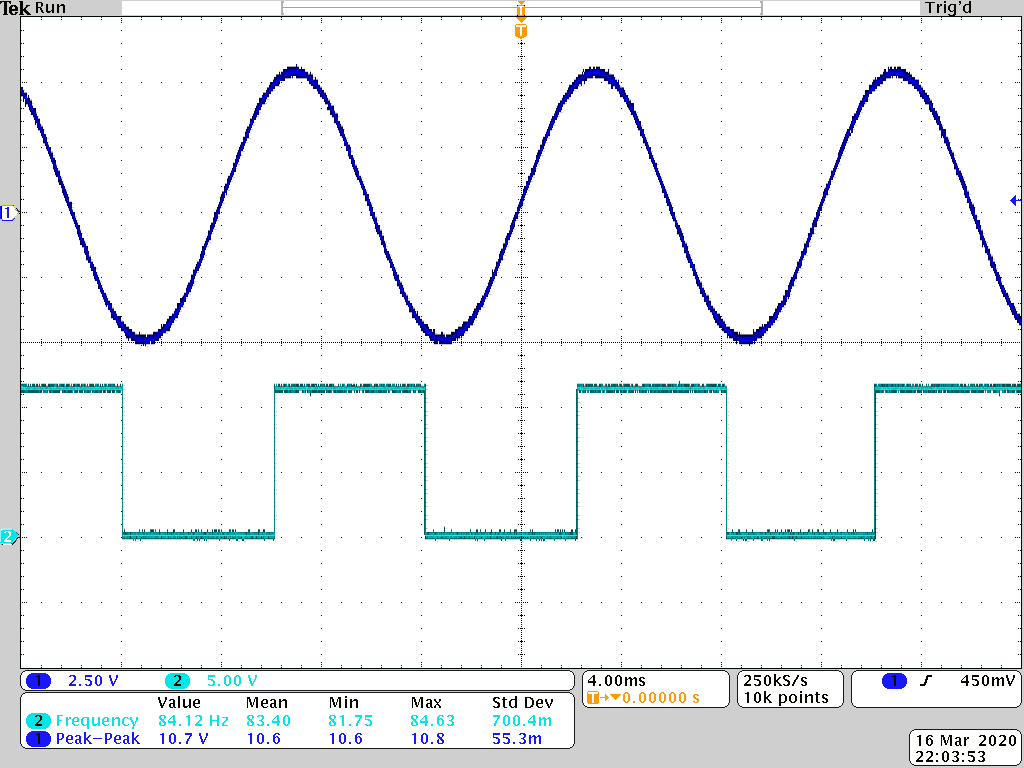 Tek Run Trig'd
T
T
1
2
1 2.50 V 2 5.00 V
4.00ms
T→▼0.00000 s
250kS/s
10k points
1 450mV
Value Mean Min Max Std Dev
2 Frequency 84.12 Hz 83.40 81.75 84.63 700.4m
1 Peak−Peak 10.7 V 10.6 10.6 10.8 55.3m
16 Mar 2020
22:03:53